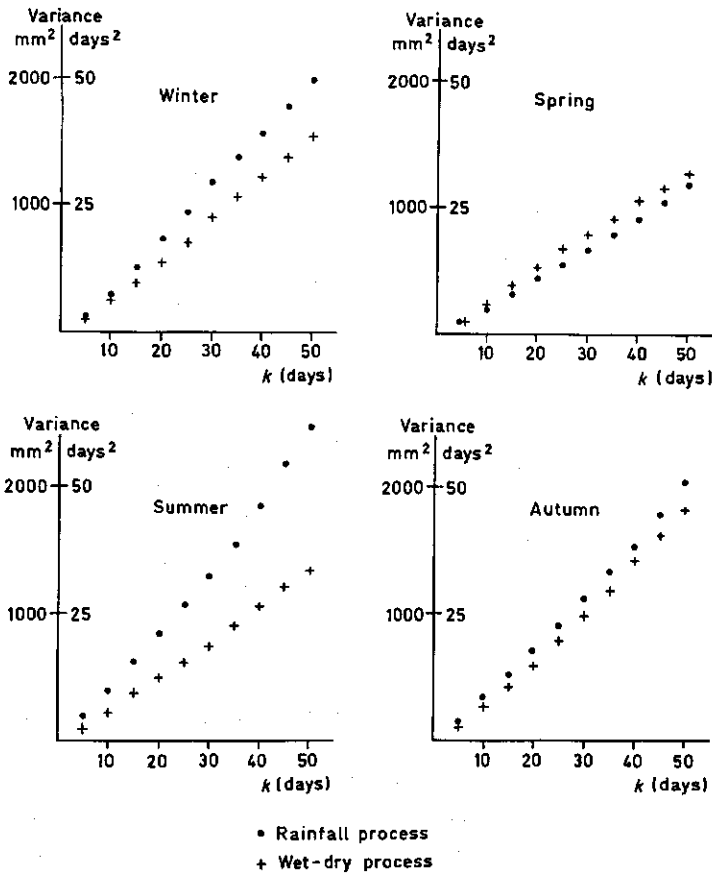 Variance
mm² days²
2000 50
Winter
1000 25
10 20 30 40 50
k (days)
Variance
mm² days²
2000 50
Spring
1000 25
10 20 30 40 50
k (days)
Variance
mm² days²
2000 50
Summer
1000 25
10 20 30 40 50
k (days)
Variance
mm² days²
2000 50
Autumn
1000 25
10 20 30 40 50
k (days)
• Rainfall process
+ Wet-dry process